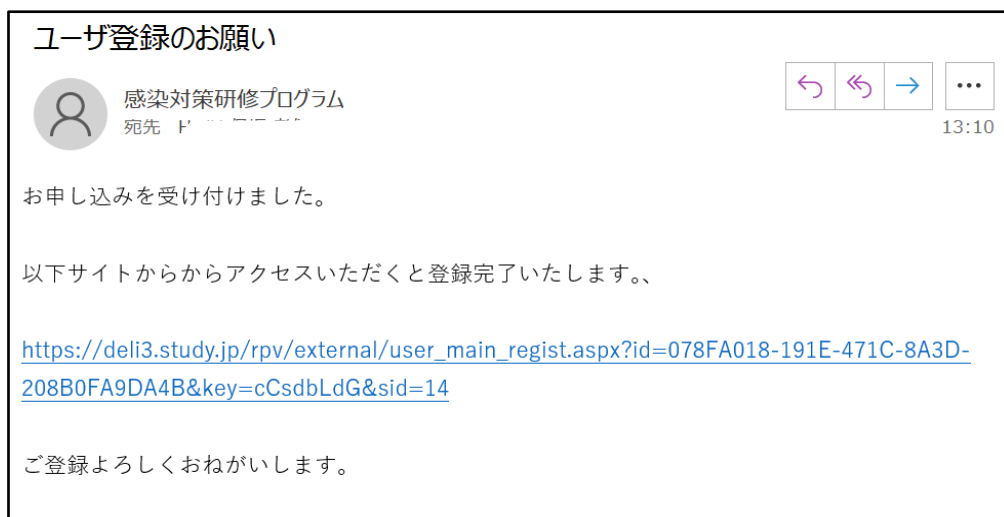 ユーザ登録のお願い
感染対策研修プログラム
宛先
13:10
お申し込みを受け付けました。
以下サイトからからアクセスいただくと登録完了いたします。、
https://deli3.study.jp/rpv/external/user_main_regist.aspx?id=078FA018-191E-471C-8A3D-
208B0FA9DA4B&key=cCsdbLdG&sid=14
ご登録よろしくおねがいします。